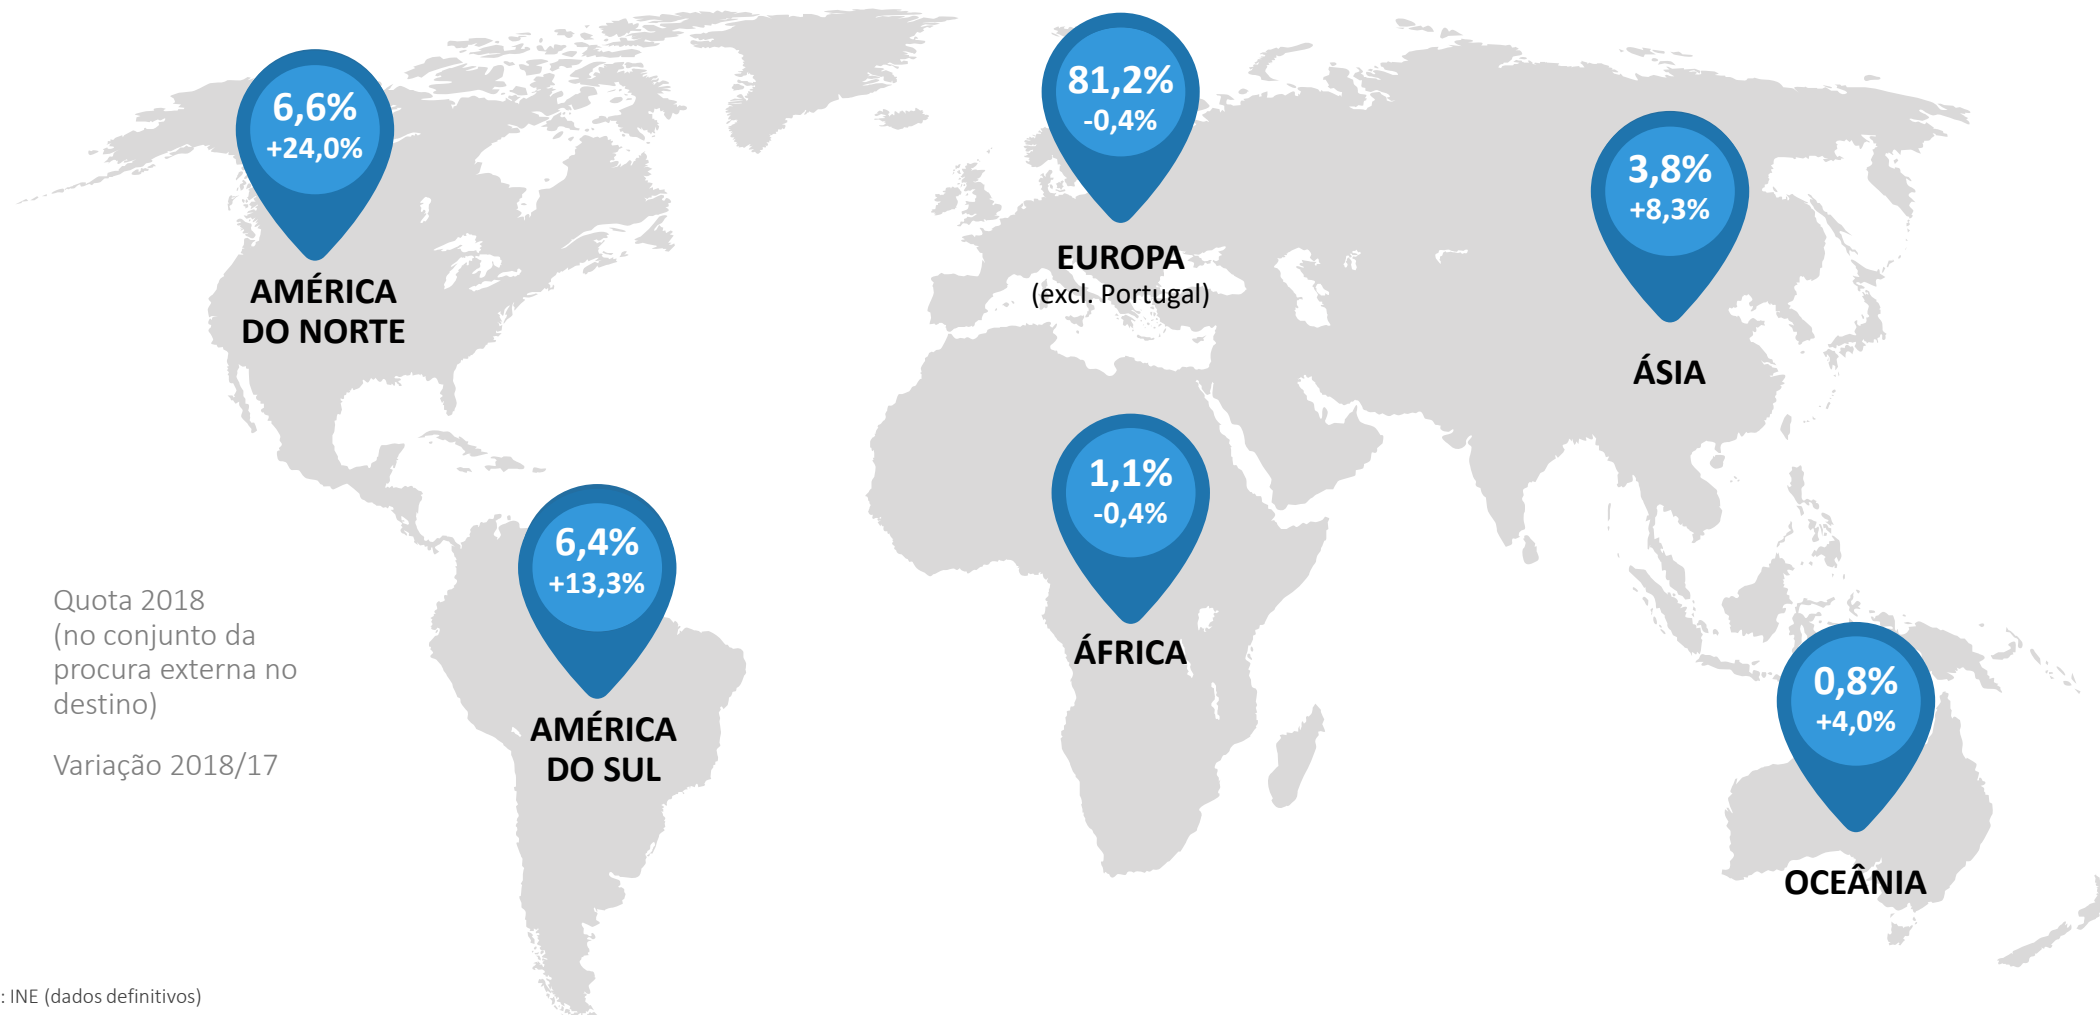 81,2%
-0,4%
EUROPA
(excl. Portugal)
6,6%
+24,0%
AMÉRICA
DO NORTE
3,8%
+8,3%
ÁSIA
1,1%
-0,4%
ÁFRICA
6,4%
+13,3%
AMÉRICA
DO SUL
0,8%
+4,0%
OCEÂNIA
Quota 2018
(no conjunto da
procura externa no
destino)
Variação 2018/17
: INE (dados definitivos)